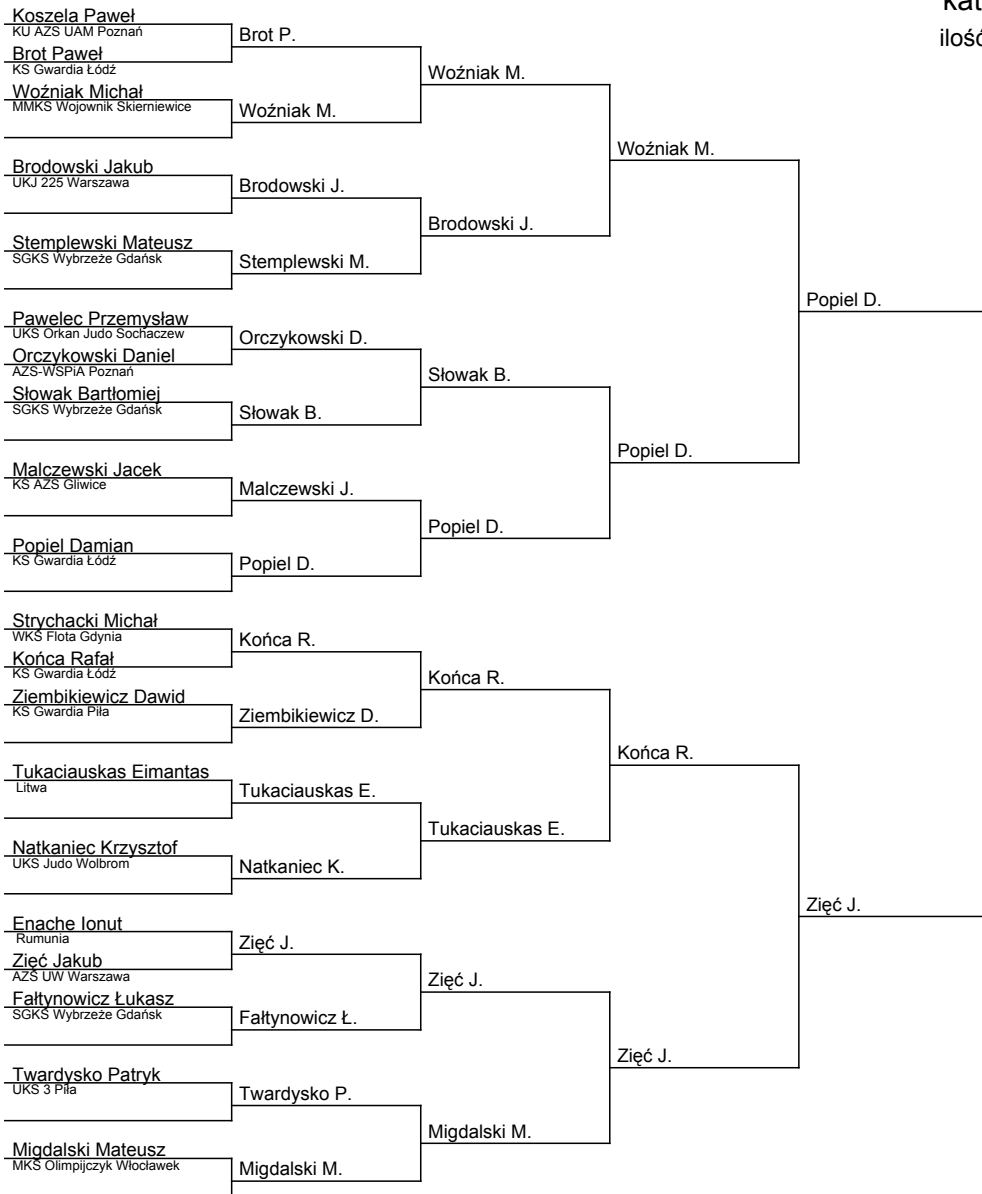 Koszela Paweł
KU AZS UAM Poznań
Brot Paweł
KS Gwardia Łódź
Woźniak Michał
MMKS Wojownik Skierniewice
Brodowski Jakub
UKJ 225 Warszawa
Stemplewski Mateusz
SGKS Wybrzeże Gdańsk
Pawelec Przemysław
UKS Orkan Judo Sochaczew
Orczykowski Daniel
AZS-WSPiA Poznań
Słowak Bartłomiej
SGKS Wybrzeże Gdańsk
Malczewski Jacek
KS AZS Gliwice
Popiel Damian
KS Gwardia Łódź
Strychacki Michał
WKS Flota Gdynia
Końca Rafał
KS Gwardia Łódź
Ziembikiewicz Dawid
KS Gwardia Piła
Tukaciauskas Eimantas
Litwa
Natkaniec Krzysztof
UKS Judo Wolbrom
Enache Ionut
Rumunia
Zięć Jakub
AZS UW Warszawa
Fałtynowicz Łukasz
SGKS Wybrzeże Gdańsk
Twardysko Patryk
UKS 3 Piła
Migdalski Mateusz
MKS Olimpijczyk Włocławek
Brot P.
Woźniak M.
Brodowski J.
Stemplewski M.
Orczykowski D.
Słowak B.
Malczewski J.
Popiel D.
Końca R.
Ziembikiewicz D.
Tukaciauskas E.
Natkaniec K.
Zięć J.
Fałtynowicz Ł.
Twardysko P.
Migdalski M.
Woźniak M.
Brodowski J.
Słowak B.
Popiel D.
Końca R.
Tukaciauskas E.
Zięć J.
Migdalski M.
Woźniak M.
Popiel D.
Końca R.
Zięć J.
Popiel D.
Zięć J.
kat
ilość